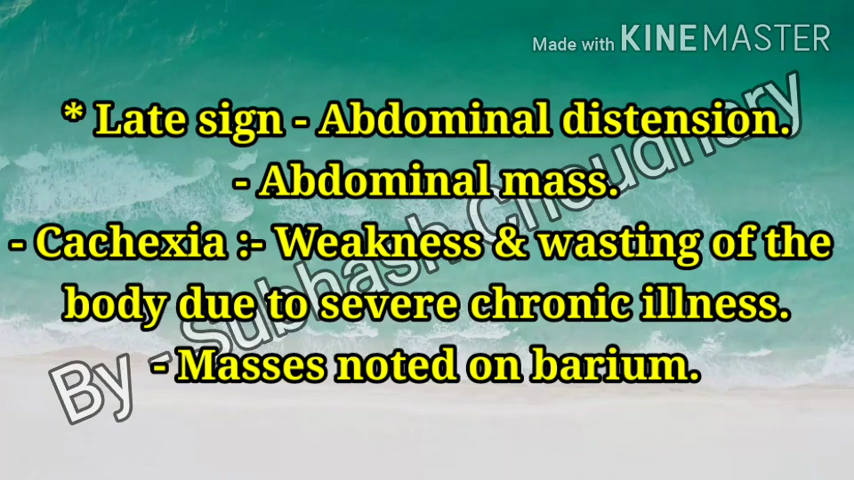 Made with KINEMASTER
* Late sign - Abdominal distension.
- Abdominal mass.
- Cachexia :- Weakness & wasting of the
body due to severe chronic illness.
- Masses noted on barium.
By - Subhash Choudhary